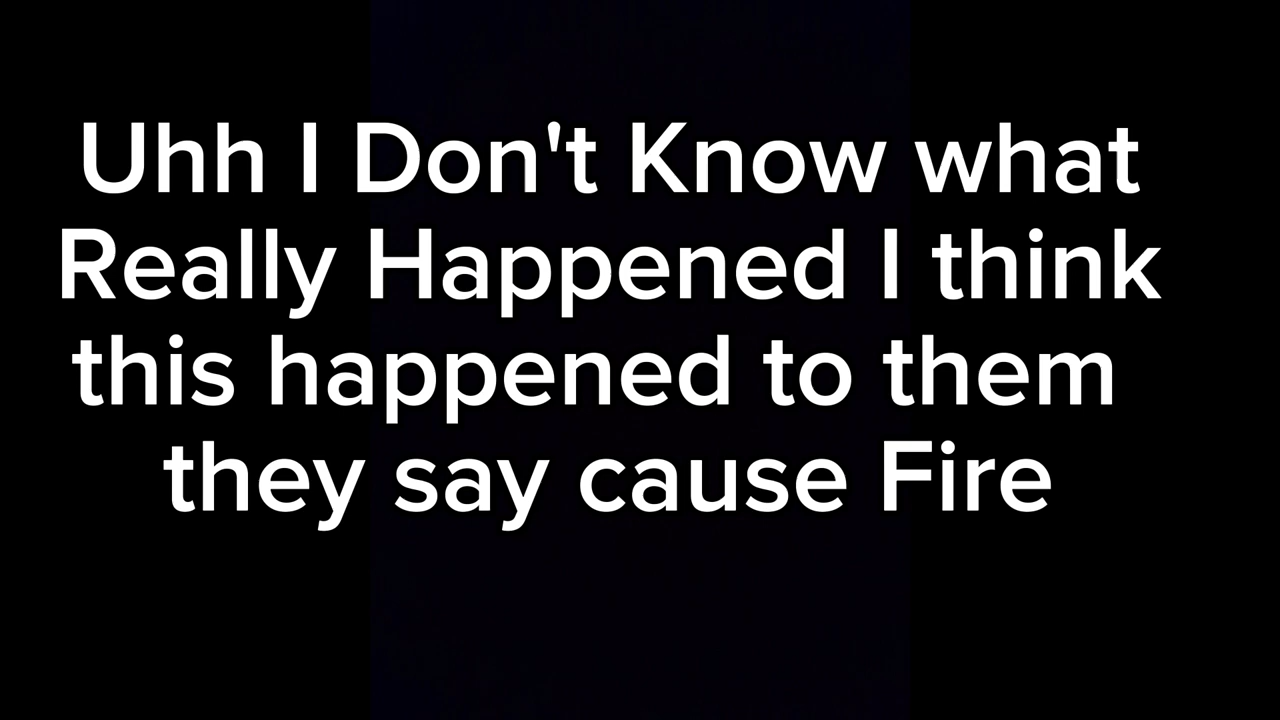 Uhh I Don't Know what
Really Happened I think
this happened to them
they say cause Fire